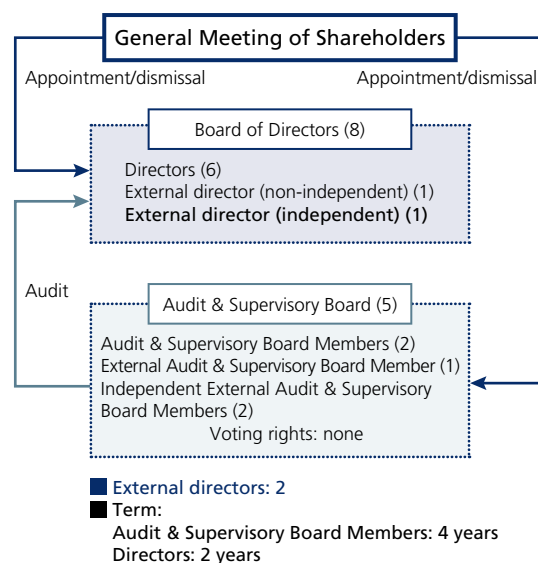 General Meeting of Shareholders
Appointment/dismissal
Appointment/dismissal
Board of Directors (8)
Directors (6)
External director (non-independent) (1)
External director (independent) (1)
Audit
Audit & Supervisory Board (5)
Audit & Supervisory Board Members (2)
External Audit & Supervisory Board Member (1)
Independent External Audit & Supervisory
Board Members (2)
Voting rights: none
External directors: 2
Term:
Audit & Supervisory Board Members: 4 years
Directors: 2 years